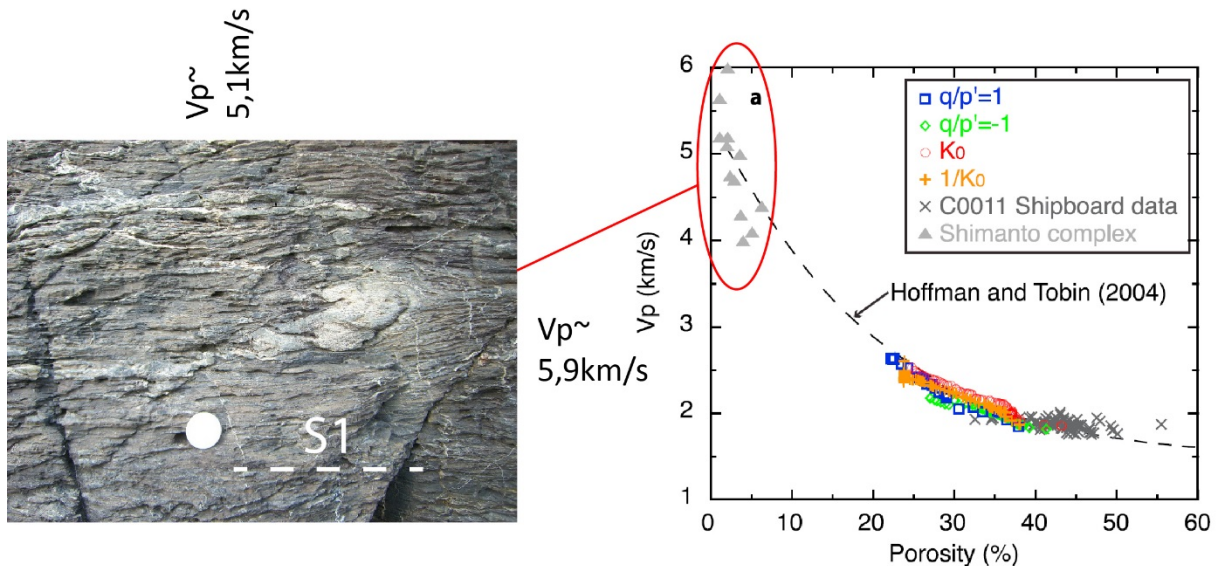 Vp~
5,1km/s
S1
Vp~
5,9km/s
6
5
4
3
2
1
Vp (km/s)
a
q/p'=1
q/p'=-1
K0
1/K0
C0011 Shipboard data
Shimanto complex
Hoffman and Tobin (2004)
0
10
20
30
40
50
60
Porosity (%)